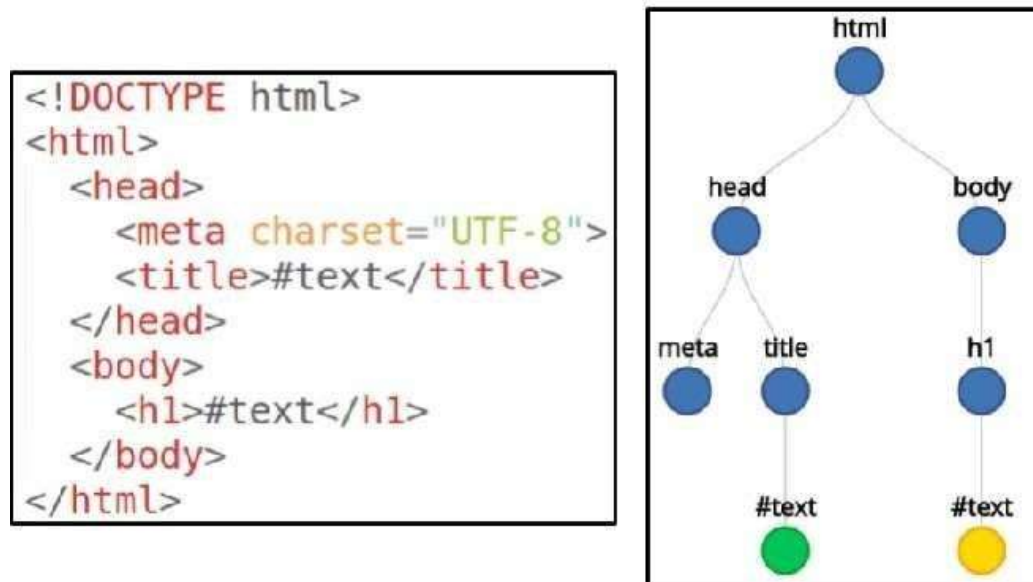 <!DOCTYPE html>
<html>
<head>
<meta charset="UTF-8">
<title>#text</title>
</head>
<body>
<h1>#text</h1>
</body>
</html>
html
head body
meta title h1
#text #text